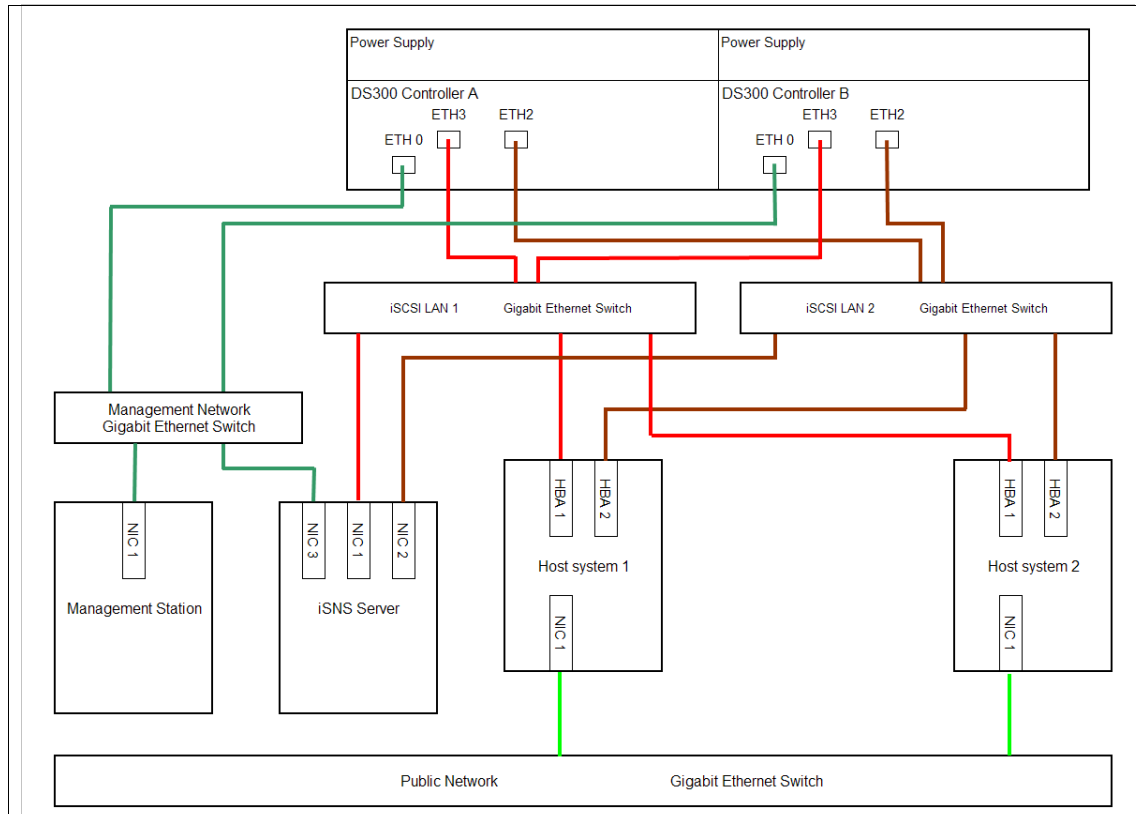 Power Supply
Power Supply
DS300 Controller A
DS300 Controller B
ETH3
ETH2
ETH 0
ETH3
ETH2
ETH 0
iSCSI LAN 1 Gigabit Ethernet Switch
iSCSI LAN 2 Gigabit Ethernet Switch
Management Network
Gigabit Ethernet Switch
HBA 1
HBA 2
HBA 1
HBA 2
NIC 1
NIC 3
NIC 1
NIC 2
Host system 1
Host system 2
Management Station
iSNS Server
NIC 1
NIC 1
Public Network Gigabit Ethernet Switch